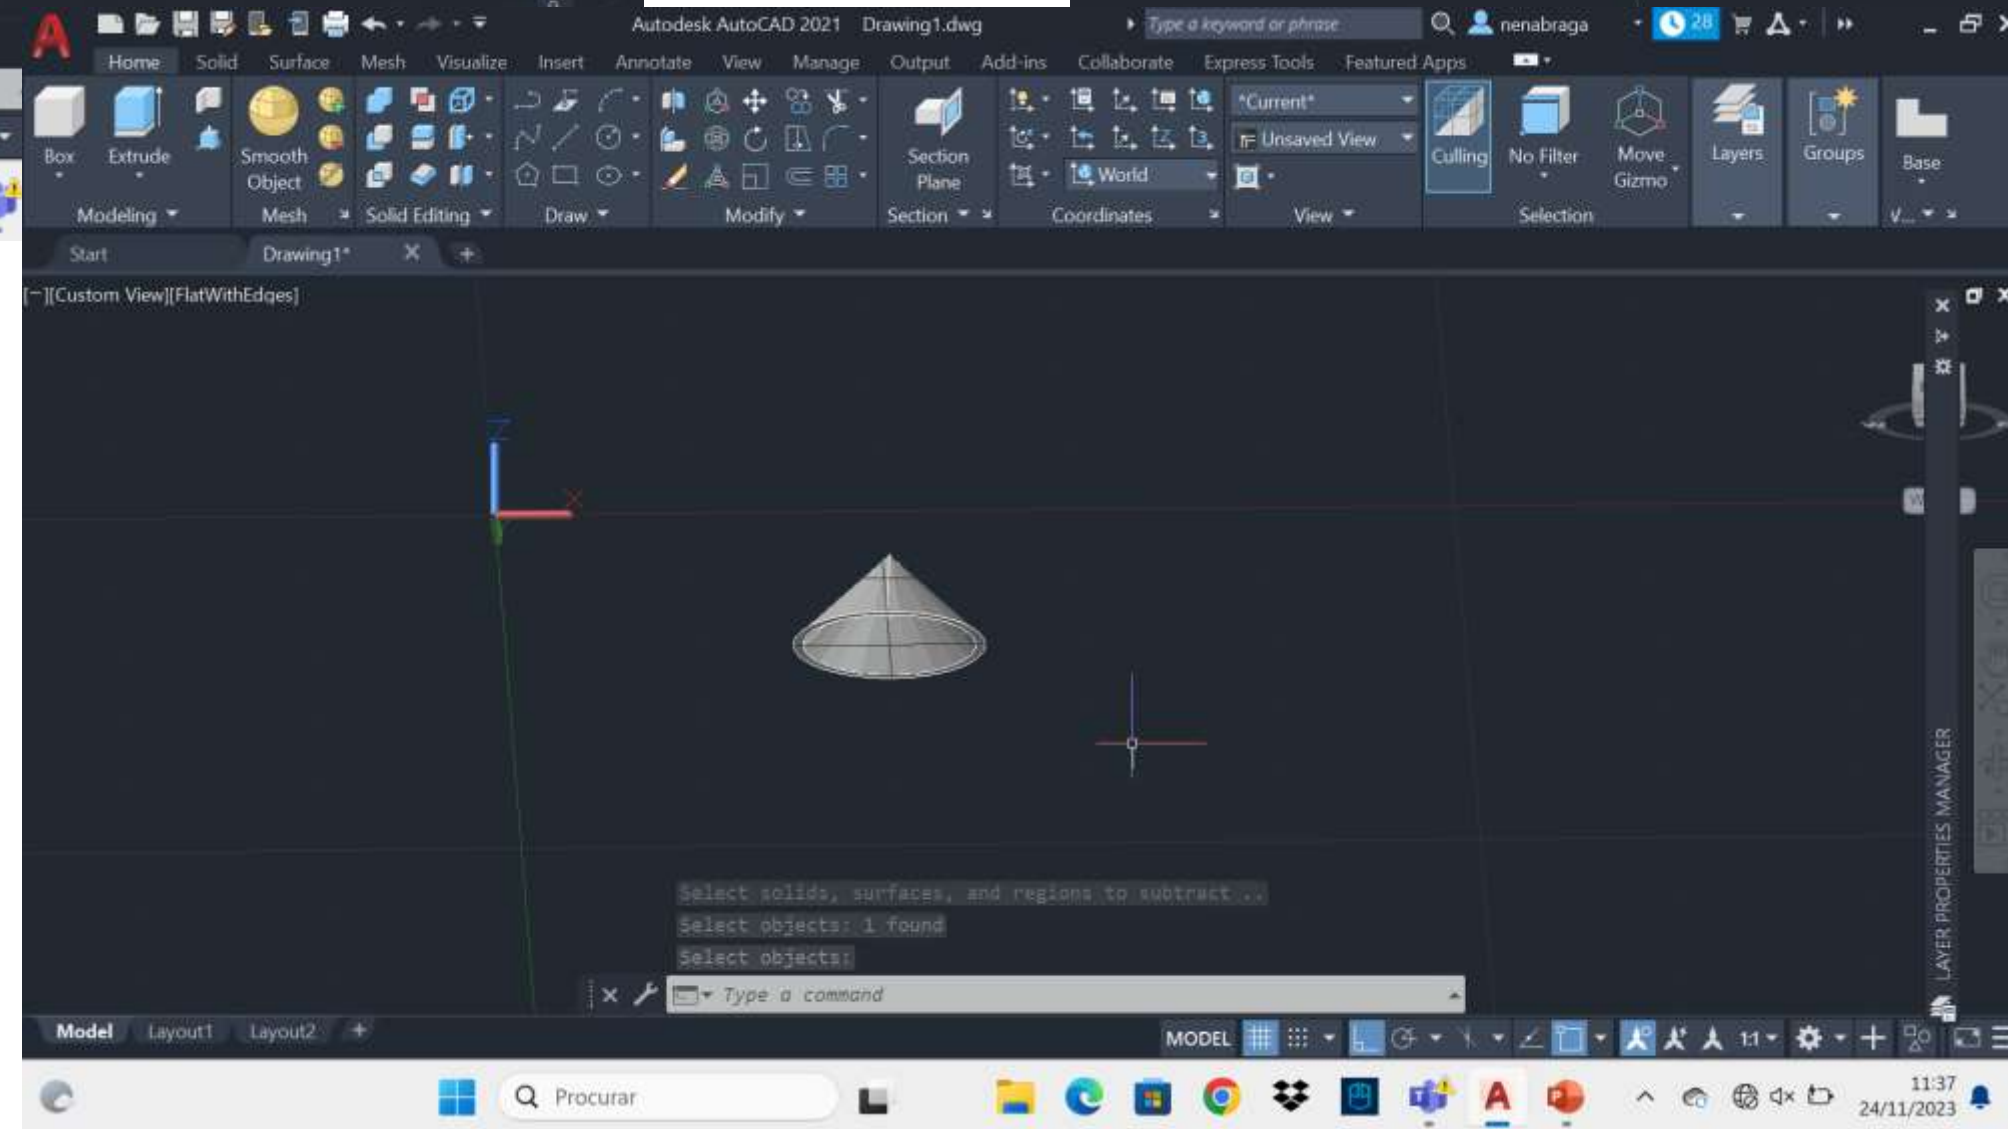 Autodesk AutoCAD 2021 Drawing1.dwg
Type a keyword or phrase
nenabraga
28
Home Solid Surface Mesh Visualize Insert Annotate View Manage Output Add-ins Collaborate Express Tools Featured Apps
*Current*
Unsaved View
World
Box
Extrude
Smooth
Object
Section
Plane
Culling
No Filter
Move
Gizmo
Layers
Groups
Base
Modeling Mesh Solid Editing Draw Modify Section Coordinates View Selection V...
Start Drawing1*
[−][Custom View][FlatWithEdges]
Z
X
W
LAYER PROPERTIES MANAGER
Select solids, surfaces, and regions to subtract ..
Select objects: 1 found
Select objects:
Type a command
Model Layout1 Layout2
MODEL
1:1
Procurar
11:37
24/11/2023